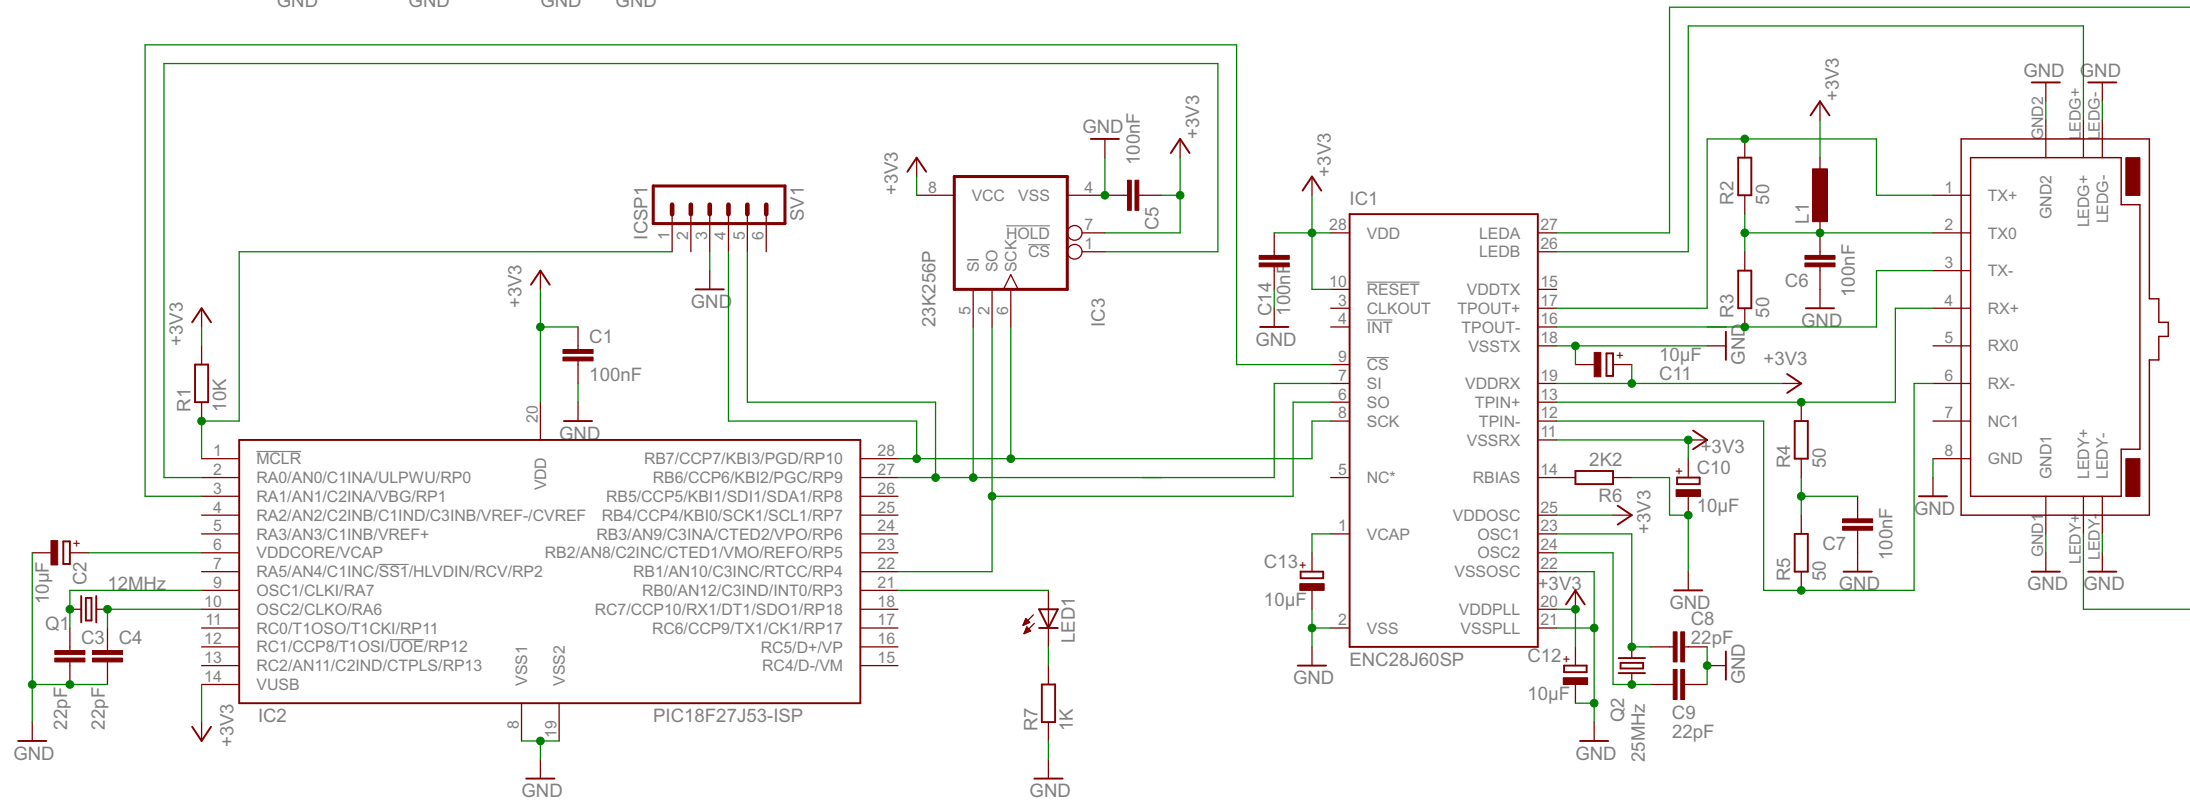 GND
GND
GND
GND
ICSP1
SV1
1
2
3
4
5
6
GND
+3V3
R1
10K
+3V3
C1
100nF
GND
20
VDD
1
2
3
4
5
6
7
9
10
11
12
13
14
MCLR
RA0/AN0/C1INA/ULPWU/RP0
RA1/AN1/C2INA/VBG/RP1
RA2/AN2/C2INB/C1IND/C3INB/VREF-/CVREF
RA3/AN3/C1INB/VREF+
VDDCORE/VCAP
RA5/AN4/C1INC/SS1/HLVDIN/RCV/RP2
OSC1/CLKI/RA7
OSC2/CLKO/RA6
RC0/T1OSO/T1CKI/RP11
RC1/CCP8/T1OSI/UOE/RP12
RC2/AN11/C2IND/CTPLS/RP13
VUSB
RB7/CCP7/KBI3/PGD/RP10
RB6/CCP6/KBI2/PGC/RP9
RB5/CCP5/KBI1/SDI1/SDA1/RP8
RB4/CCP4/KBI0/SCK1/SCL1/RP7
RB3/AN9/C3INA/CTED2/VPO/RP6
RB2/AN8/C2INC/CTED1/VMO/REFO/RP5
RB1/AN10/C3INC/RTCC/RP4
RB0/AN12/C3IND/INT0/RP3
RC7/CCP10/RX1/DT1/SDO1/RP18
RC6/CCP9/TX1/CK1/RP17
RC5/D+/VP
RC4/D-/VM
28
27
26
25
24
23
22
21
18
17
16
15
VSS1
VSS2
8
19
IC2
PIC18F27J53-ISP
GND
10µF
C2
+
12MHz
Q1
C3
C4
22pF
22pF
GND
+3V3
LED1
R7
1K
GND
+3V3
8
VCC
VSS
4
HOLD
7
CS
1
SI
SO
SCK
5
2
6
23K256P
IC3
GND
100nF
C5
+3V3
+3V3
C14
100nF
GND
IC1
28
10
3
4
9
7
6
8
5
1
2
VDD
RESET
CLKOUT
INT
CS
SI
SO
SCK
NC*
VCAP
VSS
LEDA
LEDB
VDDTX
TPOUT+
TPOUT-
VSSTX
VDDRX
TPIN+
TPIN-
VSSRX
RBIAS
VDDOSC
OSC1
OSC2
VSSOSC
VDDPLL
VSSPLL
27
26
15
17
16
18
19
13
12
11
14
25
23
24
22
20
21
ENC28J60SP
C13
+
10µF
GND
+3V3
C12
+
10µF
GND
Q2
25MHz
C8
22pF
C9
22pF
GND
2K2
R6
+3V3
+3V3
C10
+
10µF
GND
+
10µF
C11
+3V3
GND
R2
50
R3
50
+3V3
L1
C6
100nF
GND
R4
50
R5
50
C7
100nF
GND
GND
GND
GND2
LEDG+
LEDG-
GND2
LEDG+
LEDG-
1
2
3
4
5
6
7
8
TX+
TX0
TX-
RX+
RX0
RX-
NC1
GND
GND
GND1
LEDY+
LEDY-
GND1
LEDY+
LEDY-
GND
GND